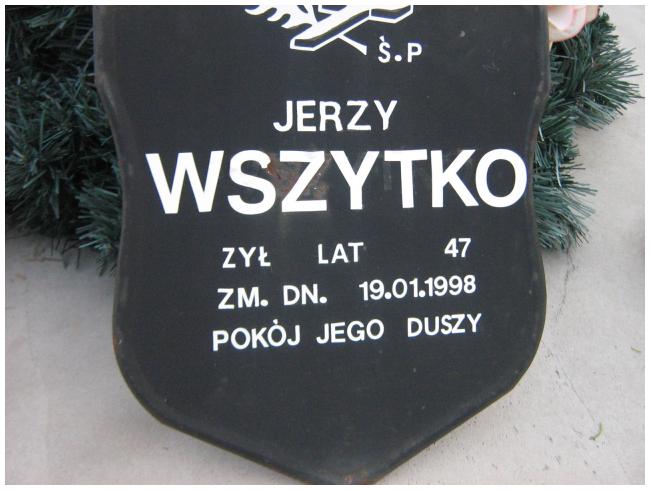 Ś.P
JERZY
WSZYTKO
ZYŁ LAT 47
ZM. DN. 19.01.1998
POKÓJ JEGO DUSZY